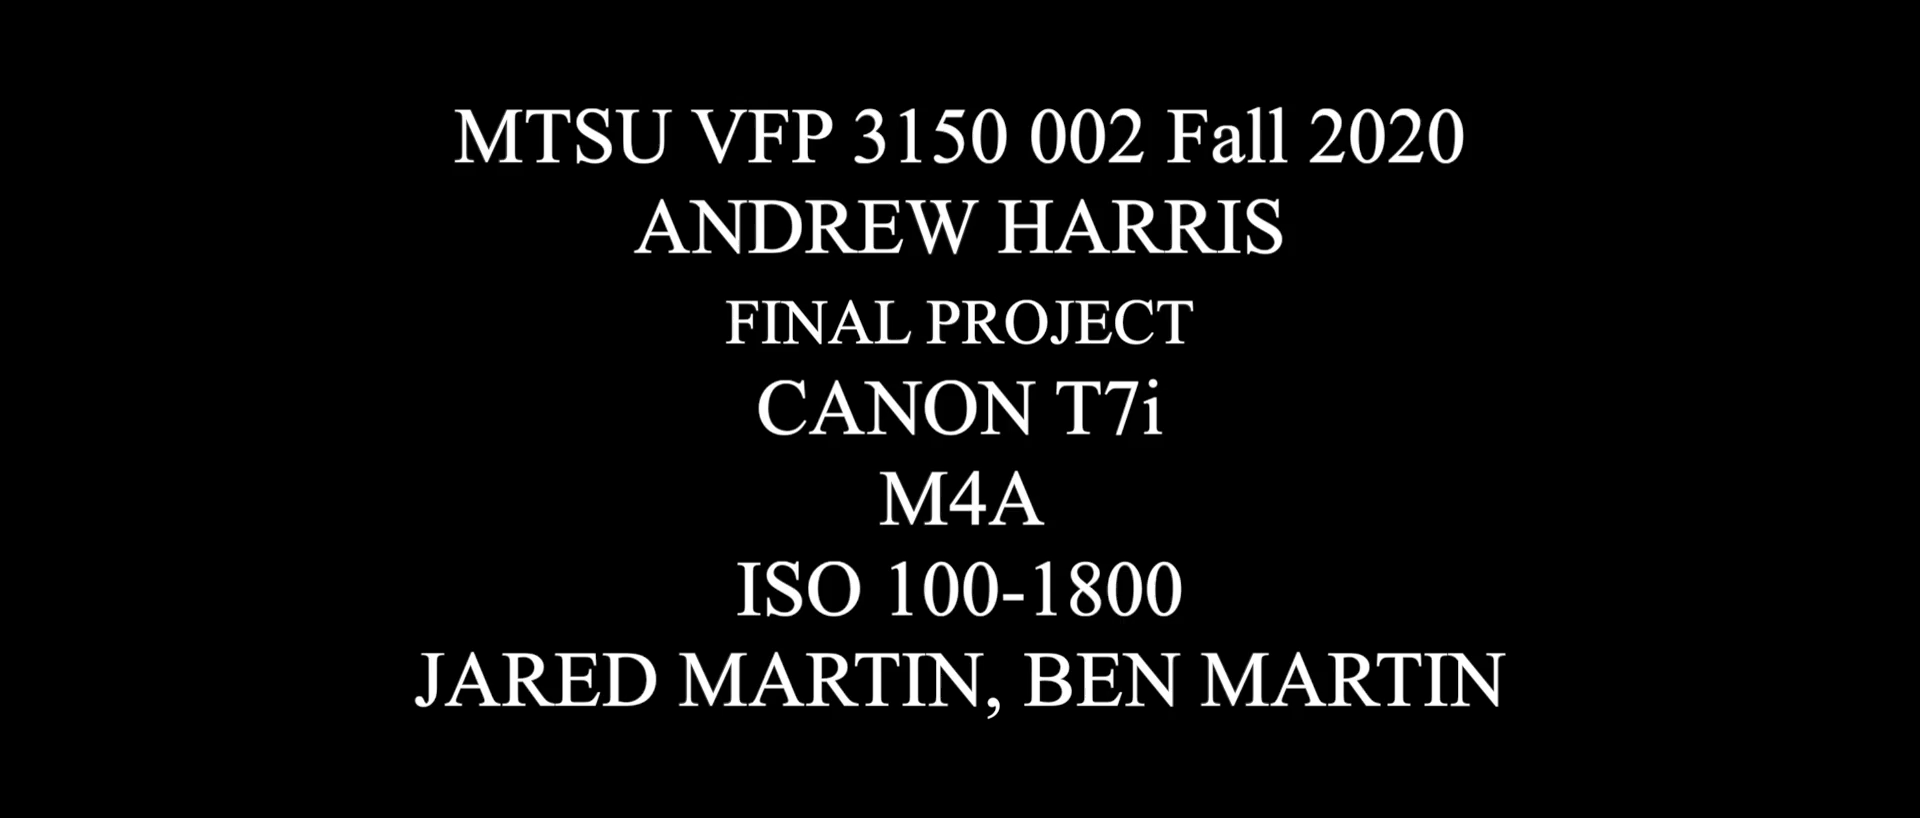 MTSU VFP 3150 002 Fall 2020
ANDREW HARRIS
FINAL PROJECT
CANON T7i
M4A
ISO 100-1800
JARED MARTIN, BEN MARTIN